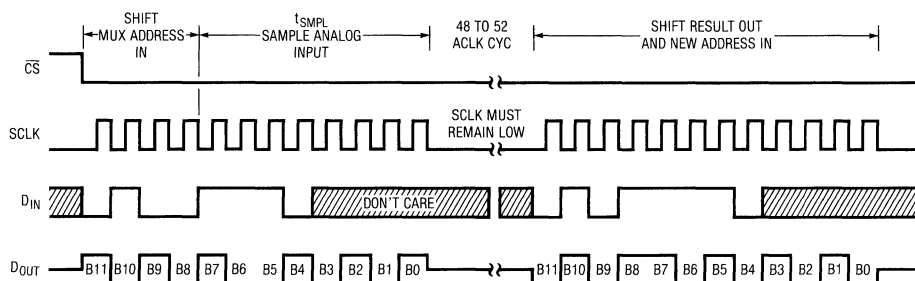 SHIFT
MUX ADDRESS
IN
tSMPL
SAMPLE ANALOG
INPUT
48 TO 52
ACLK CYC
SHIFT RESULT OUT
AND NEW ADDRESS IN
CS
SCLK
SCLK MUST
REMAIN LOW
DIN
DON'T CARE
DOUT
B11 B10 B9 B8 B7 B6 B5 B4 B3 B2 B1 B0
B11 B10 B9 B8 B7 B6 B5 B4 B3 B2 B1 B0